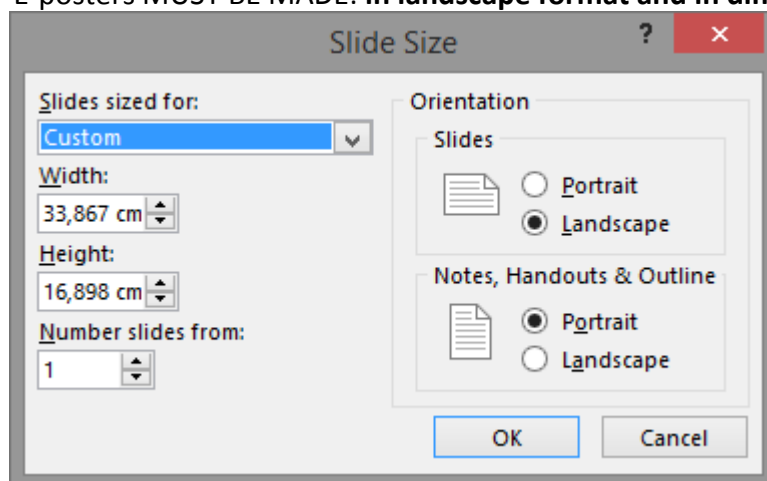 E-posters MUST BE MADE: in landscape format and in
Slide Size
? ×
Slides sized for:
Custom
Width:
33,867 cm
Height:
16,898 cm
Number slides from:
1
Orientation
Slides
Portrait
Landscape
Notes, Handouts & Outline
Portrait
Landscape
OK
Cancel